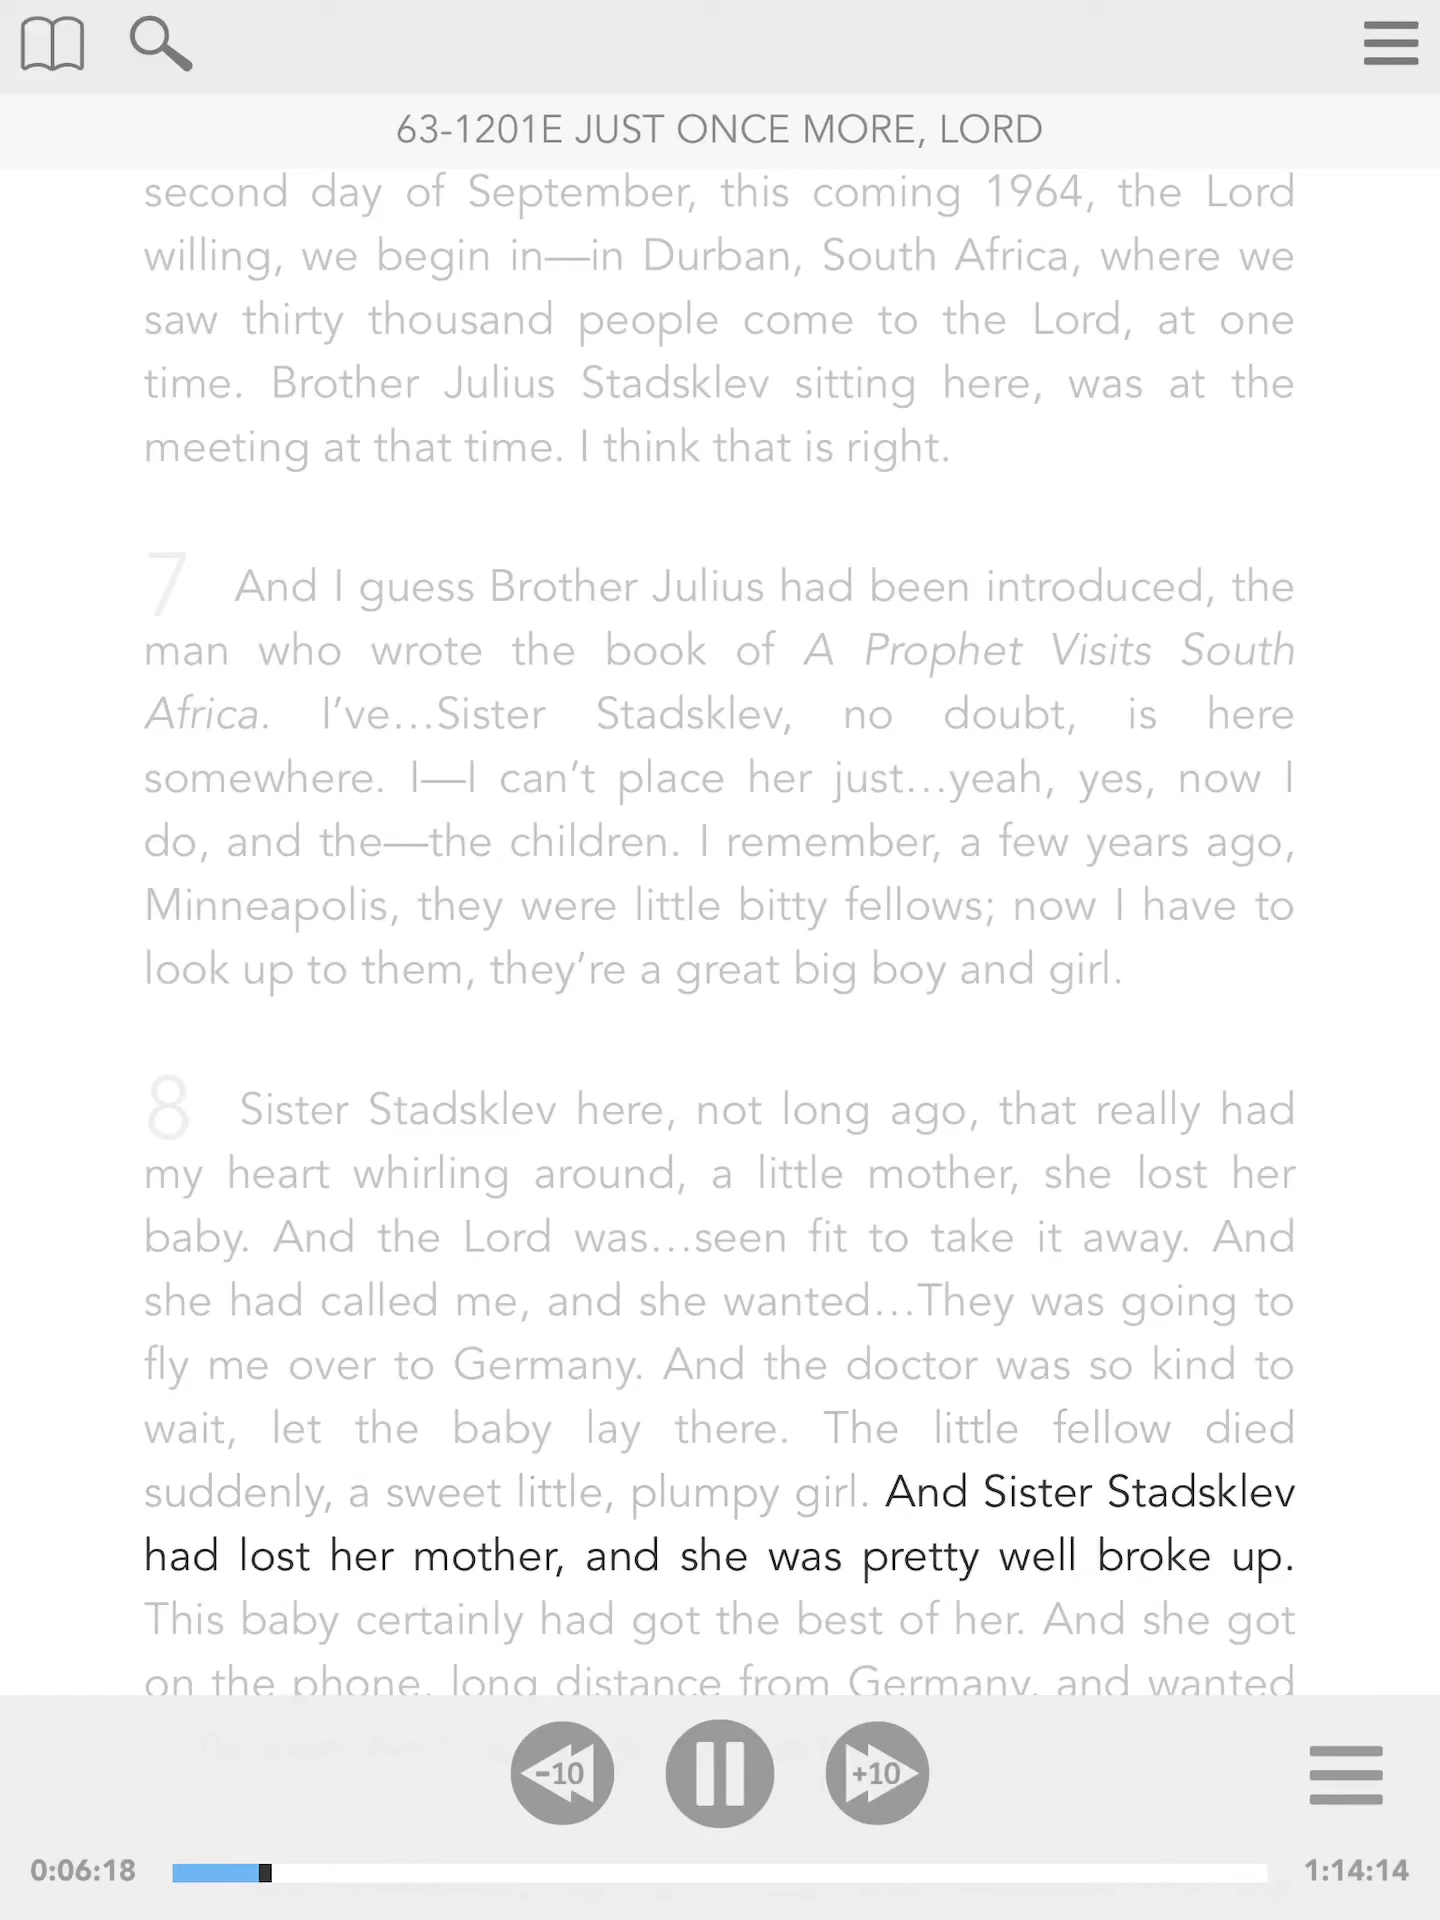 63-1201E JUST ONCE MORE, LORD
second day of September, this coming 1964, the Lord
willing, we begin in—in Durban, South Africa, where we
saw thirty thousand people come to the Lord, at one
time. Brother Julius Stadsklev sitting here, was at the
meeting at that time. I think that is right.
7 And I guess Brother Julius had been introduced, the
man who wrote the book of A Prophet Visits South
Africa. I’ve…Sister Stadsklev, no doubt, is here
somewhere. I—I can’t place her just…yeah, yes, now I
do, and the—the children. I remember, a few years ago,
Minneapolis, they were little bitty fellows; now I have to
look up to them, they’re a great big boy and girl.
8 Sister Stadsklev here, not long ago, that really had
my heart whirling around, a little mother, she lost her
baby. And the Lord was…seen fit to take it away. And
she had called me, and she wanted…They was going to
fly me over to Germany. And the doctor was so kind to
wait, let the baby lay there. The little fellow died
suddenly, a sweet little, plumpy girl. And Sister Stadsklev
had lost her mother, and she was pretty well broke up.
This baby certainly had got the best of her. And she got
on the phone, long distance from Germany, and wanted
-10 +10
0:06:18 1:14:14